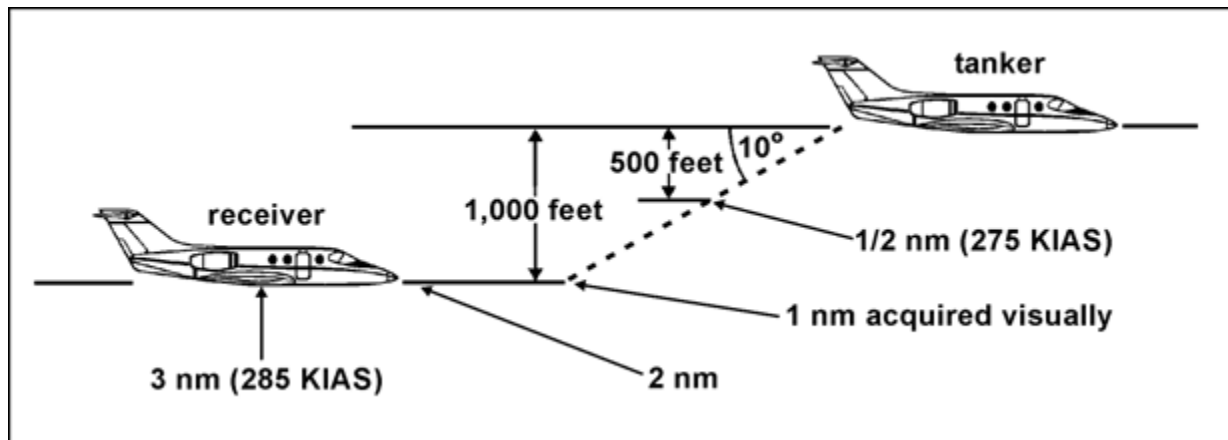 tanker
10°
500 feet
receiver
1,000 feet
1/2 nm (275 KIAS)
1 nm acquired visually
3 nm (285 KIAS)
2 nm